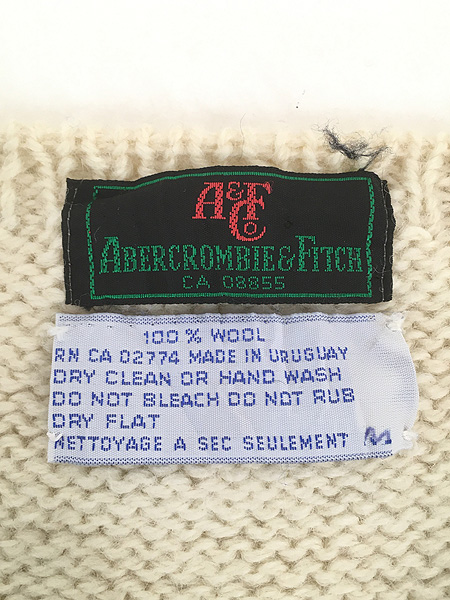 A&F
Co
ABERCROMBIE & FITCH
CA 08855
100 % WOOL
RN CA 02774 MADE IN URUGUAY
DRY CLEAN OR HAND WASH
DO NOT BLEACH DO NOT RUB
DRY FLAT
NETTOYAGE A SEC SEULEMENT M